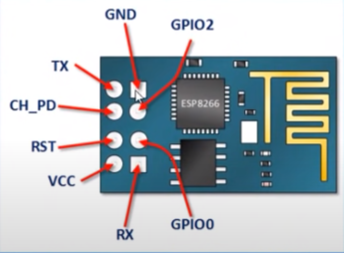 GND
GPIO2
TX
CH_PD
ESP8266
RST
VCC
GPIO0
RX